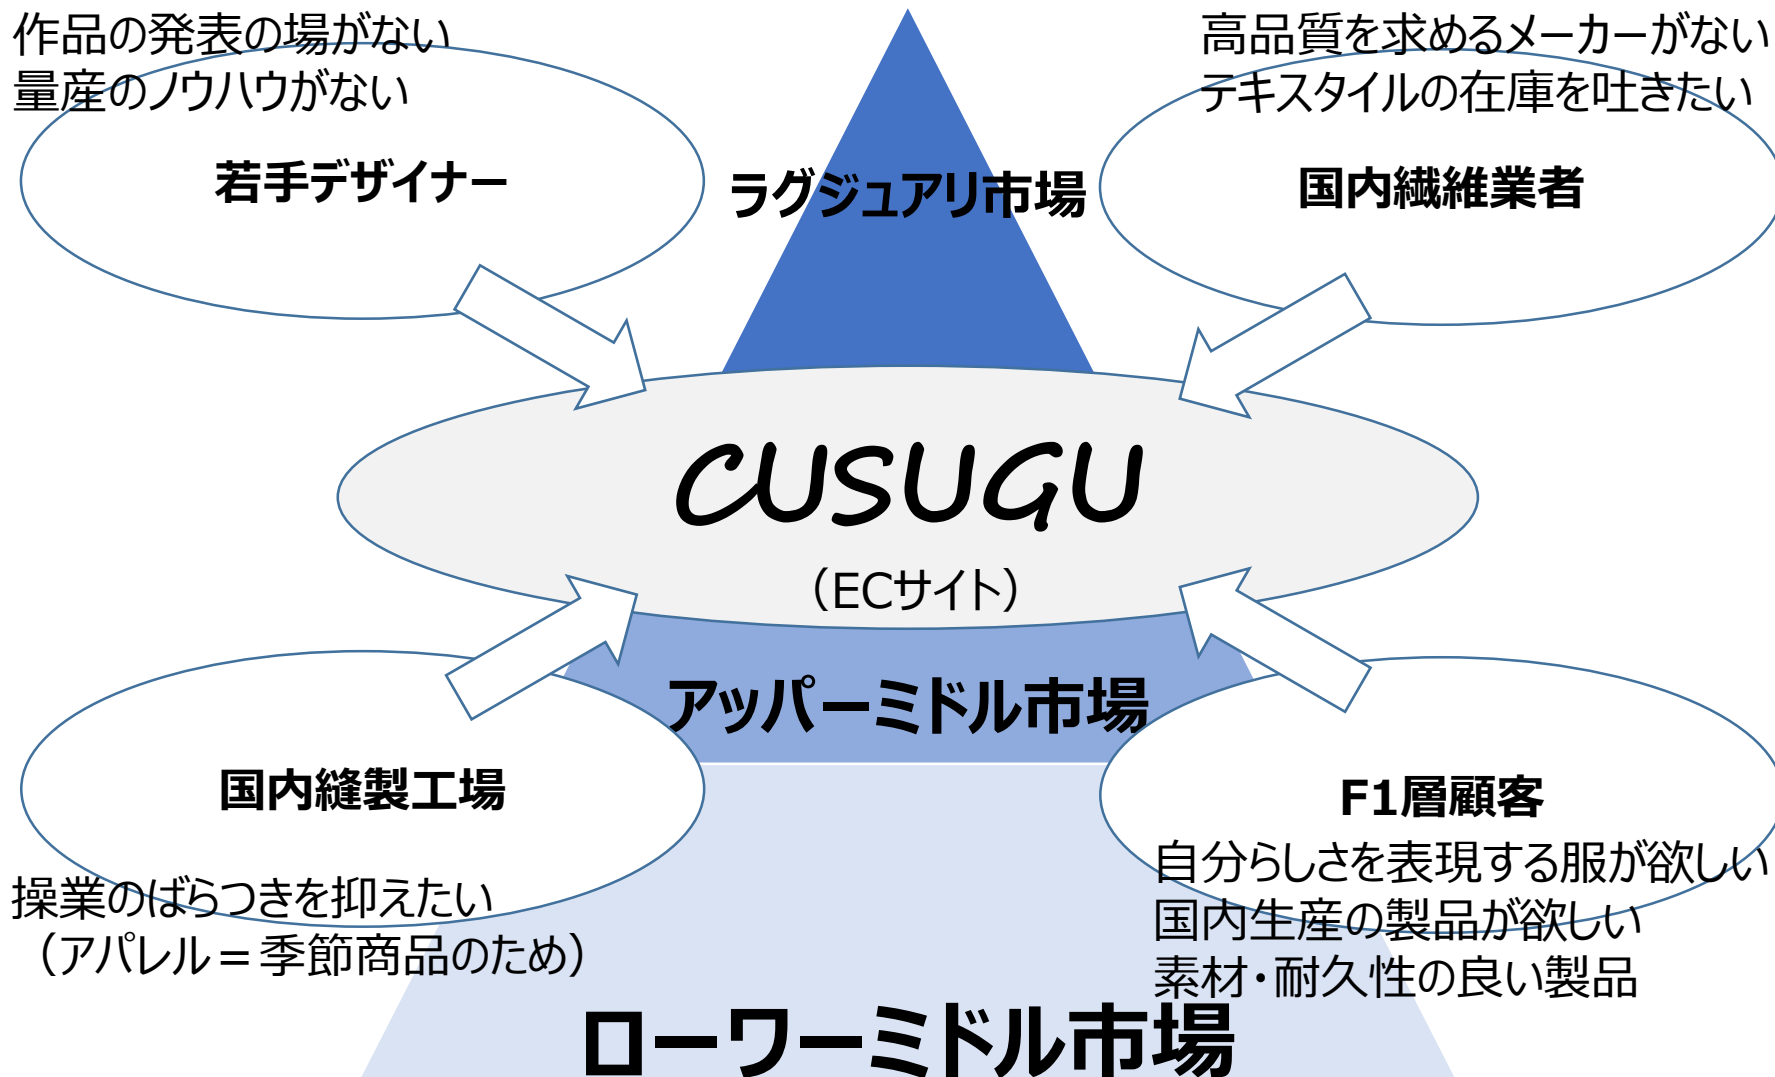 作品の発表の場がない
量産のノウハウがない
若手デザイナー
高品質を求めるメーカーがない
テキスタイルの在庫を吐きたい
国内繊維業者
ラグジュアリ市場
CUSUGU
（ECサイト）
アッパーミドル市場
国内縫製工場
操業のばらつきを抑えたい
（アパレル＝季節商品のため）
F1層顧客
自分らしさを表現する服が欲しい
国内生産の製品が欲しい
素材・耐久性の良い製品
ローワーミドル市場